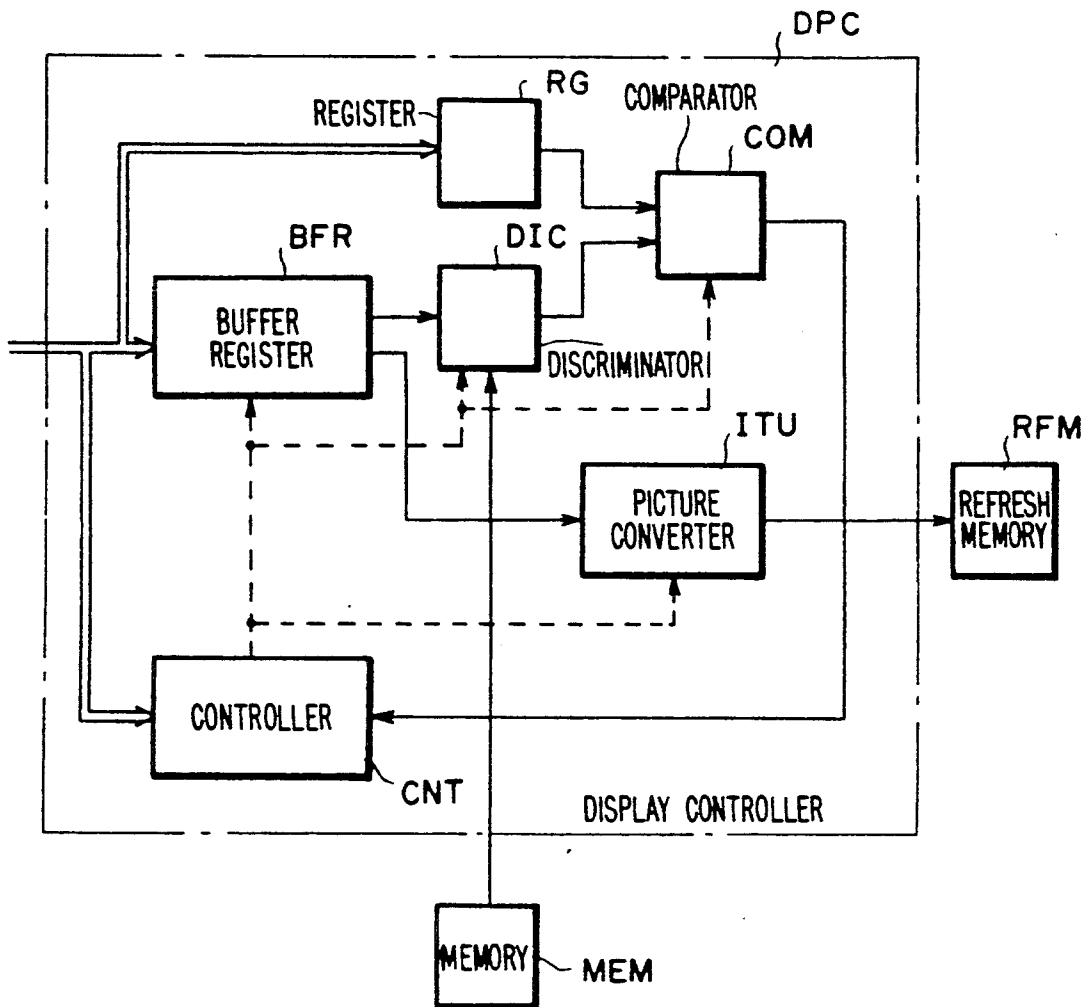 DPC
RG
REGISTER
COMPARATOR
COM
BFR
DIC
BUFFER
REGISTER
DISCRIMINATOR
ITU
RFM
PICTURE
CONVERTER
REFRESH
MEMORY
CONTROLLER
CNT
DISPLAY CONTROLLER
MEMORY
MEM